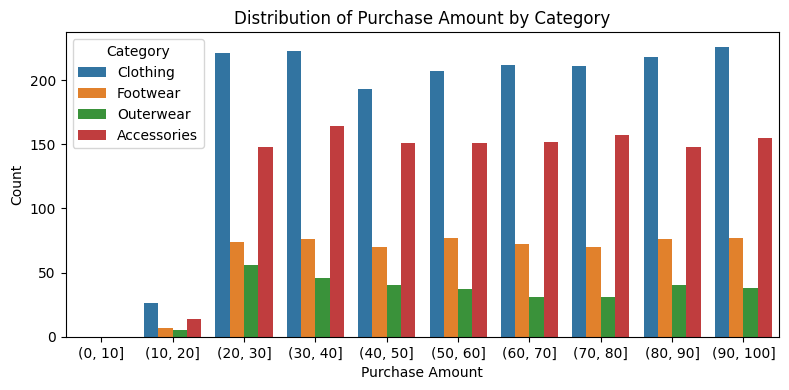 Distribution of Purchase Amount by Category
Category
Clothing
Footwear
Outerwear
Accessories
200
150
100
50
0
Count
(0, 10] (10, 20] (20, 30] (30, 40] (40, 50] (50, 60] (60, 70] (70, 80] (80, 90] (90, 100]
Purchase Amount